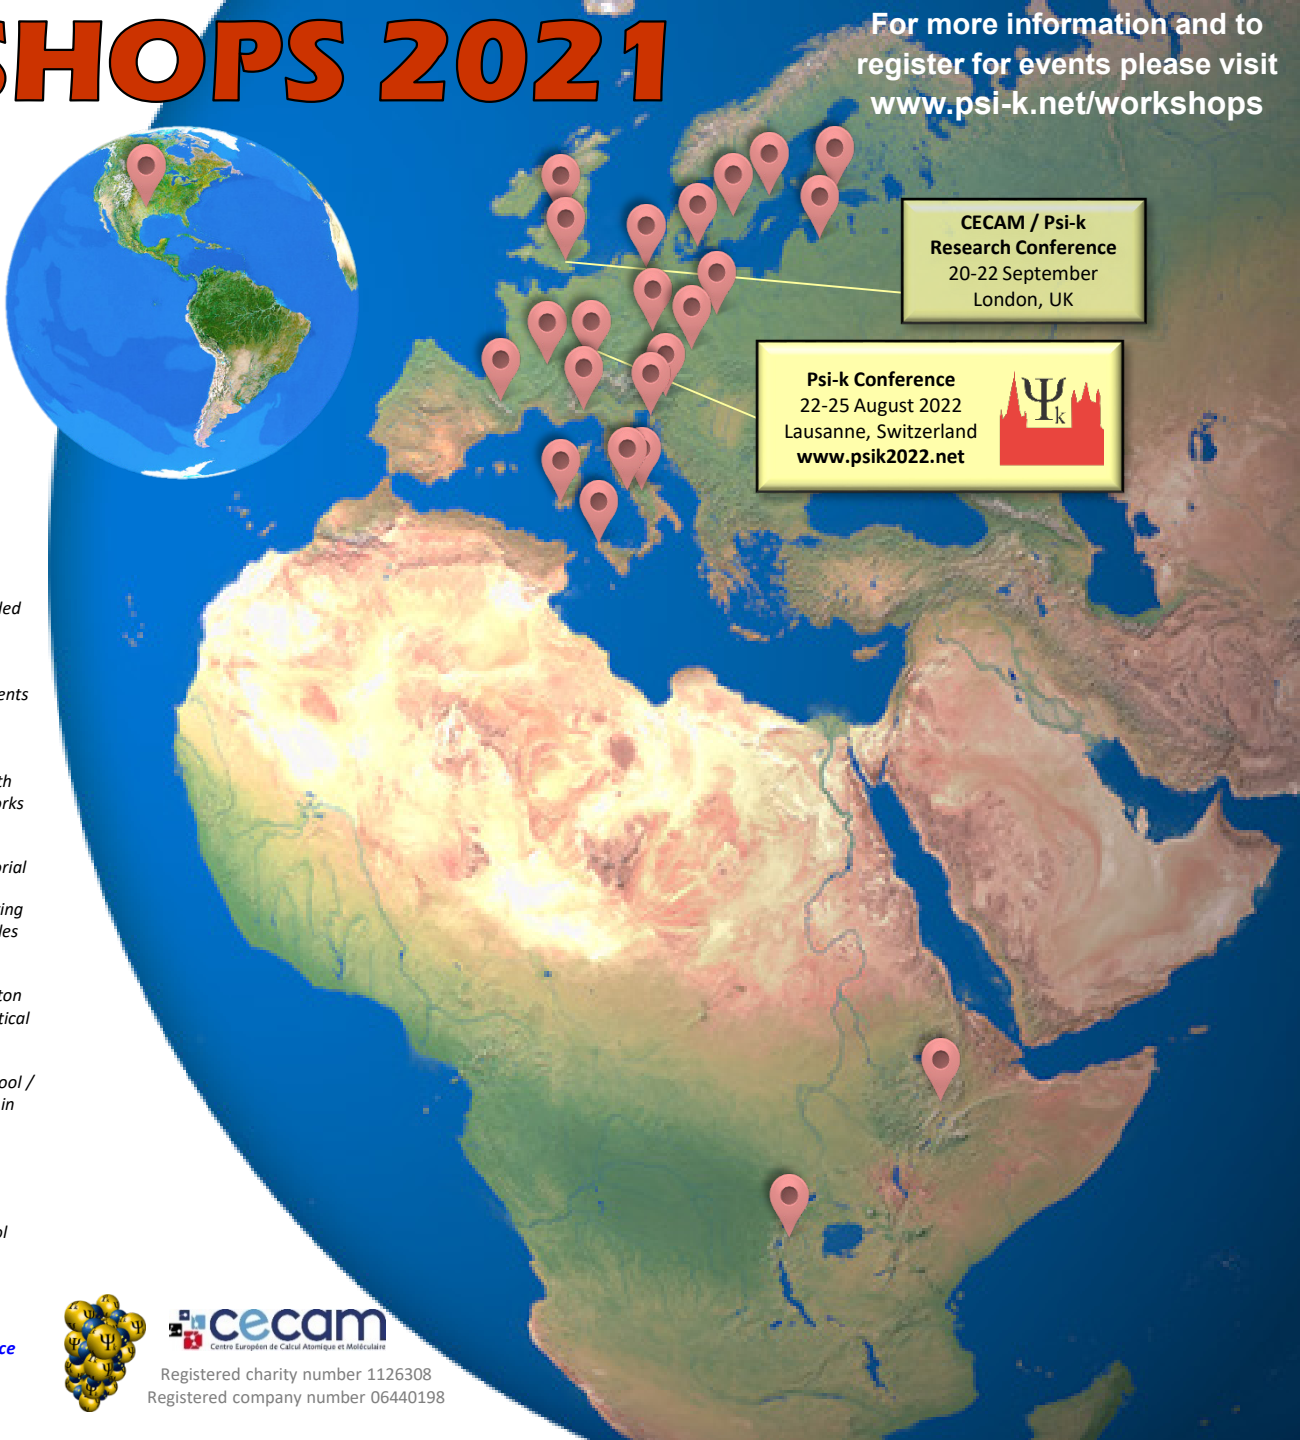 SHOPS 2021
For more information and to
register for events please visit
www.psi-k.net/workshops
CECAM / Psi-k
Research Conference
20-22 September
London, UK
Psi-k Conference
22-25 August 2022
Lausanne, Switzerland
www.psik2022.net
Ψk
led
ents
th
orks
orial
ring
les
ton
tical
ool /
in
ol
ce
cecam
Centre Européen de Calcul Atomique et Moléculaire
Registered charity number 1126308
Registered company number 06440198